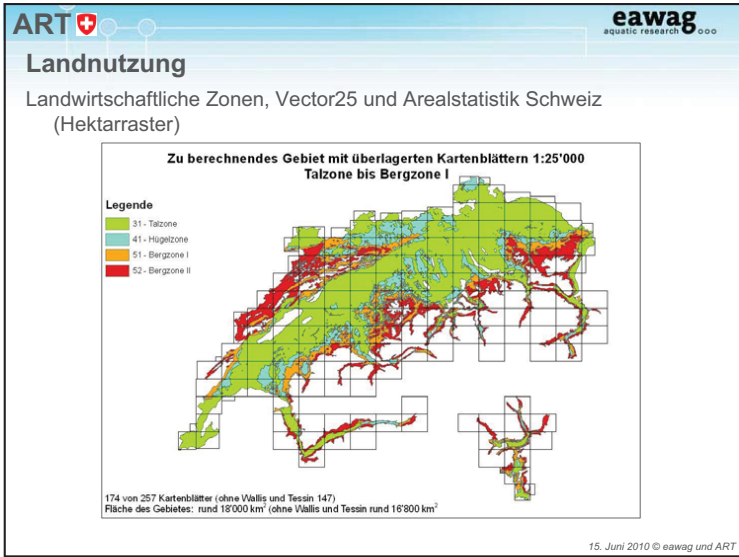 ART
eawag
aquatic research
Landnutzung
Landwirtschaftliche Zonen, Vector25 und Arealstatistik Schweiz
(Hektarraster)
Zu berechnendes Gebiet mit überlagerten Kartenblättern 1:25'000
Talzone bis Bergzone I
Legende
31 - Talzone
41 - Hügelzone
51 - Bergzone I
52 - Bergzone II
174 von 257 Kartenblätter (ohne Wallis und Tessin 147)
Fläche des Gebietes: rund 18'000 km² (ohne Wallis und Tessin rund 16'800 km²
15. Juni 2010 © eawag und ART